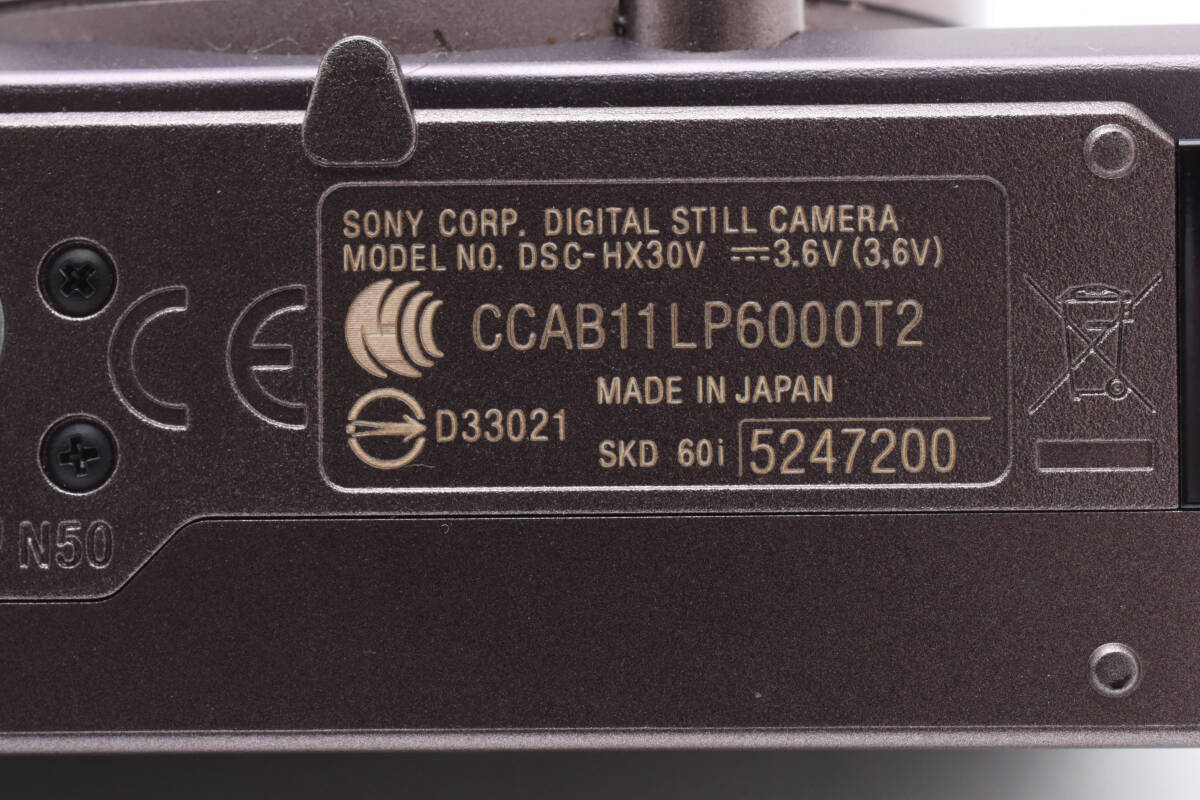 SONY CORP. DIGITAL STILL CAMERA
MODEL NO. DSC-HX30V ⎓3.6V (3,6V)
CCAB11LP6000T2
MADE IN JAPAN
D33021
SKD 60i 5247200
CE
N50